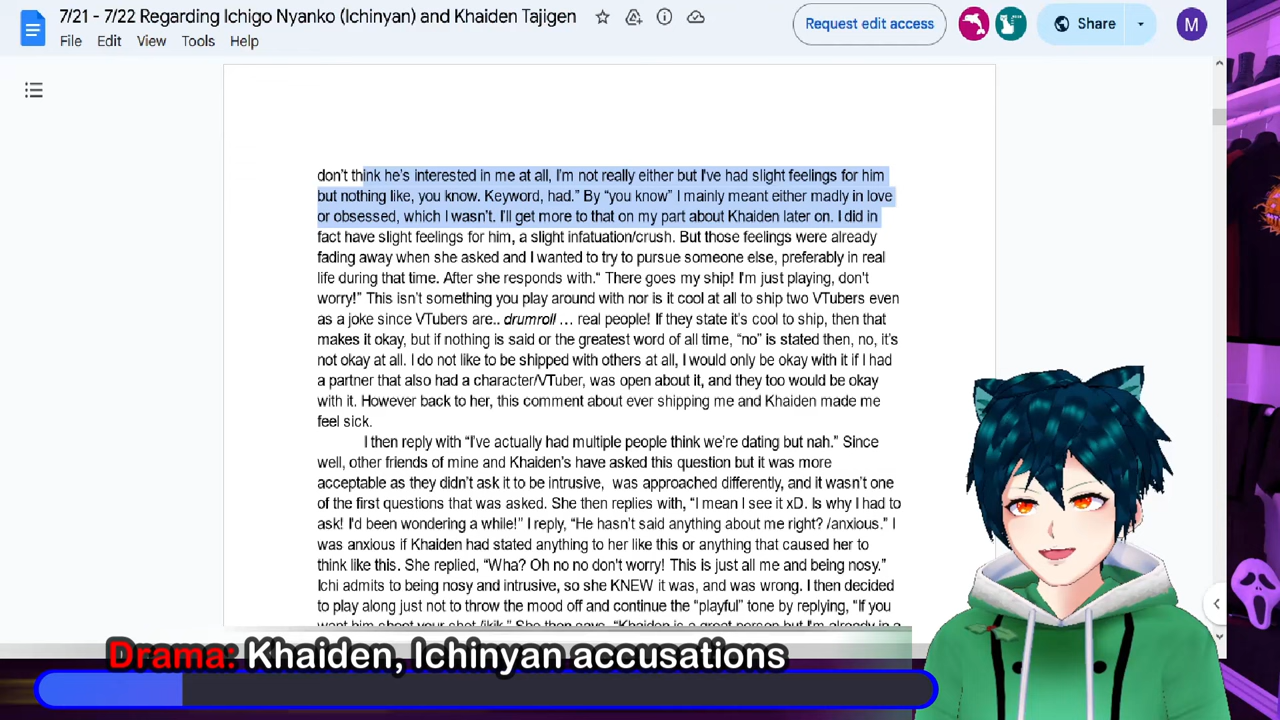 7/21 - 7/22 Regarding Ichigo Nyanko (Ichinyan) and Khaiden Tajigen
File Edit View Tools Help
Request edit access
Share
M
don't think he's interested in me at all, I'm not really either but I've had slight feelings for him
but nothing like, you know. Keyword, had.” By “you know” I mainly meant either madly in love
or obsessed, which I wasn't. I'll get more to that on my part about Khaiden later on. I did in
fact have slight feelings for him, a slight infatuation/crush. But those feelings were already
fading away when she asked and I wanted to try to pursue someone else, preferably in real
life during that time. After she responds with.“ There goes my ship! I'm just playing, don't
worry!” This isn't something you play around with nor is it cool at all to ship two VTubers even
as a joke since VTubers are.. drumroll … real people! If they state it's cool to ship, then that
makes it okay, but if nothing is said or the greatest word of all time, “no” is stated then, no, it's
not okay at all. I do not like to be shipped with others at all, I would only be okay with it if I had
a partner that also had a character/VTuber, was open about it, and they too would be okay
with it. However back to her, this comment about ever shipping me and Khaiden made me
feel sick.
I then reply with “I've actually had multiple people think we're dating but nah.” Since
well, other friends of mine and Khaiden's have asked this question but it was more
acceptable as they didn't ask it to be intrusive, was approached differently, and it wasn't one
of the first questions that was asked. She then replies with, “I mean I see it xD. Is why I had to
ask! I'd been wondering a while!” I reply, “He hasn't said anything about me right? /anxious.” I
was anxious if Khaiden had stated anything to her like this or anything that caused her to
think like this. She replied, “Wha? Oh no no don't worry! This is just all me and being nosy.”
Ichi admits to being nosy and intrusive, so she KNEW it was, and was wrong. I then decided
to play along just not to throw the mood off and continue the “playful” tone by replying, “If you
want him shoot your shot /jkjk.” She then says, “Khaiden is a great person but I'm already in a
Drama: Khaiden, Ichinyan accusations